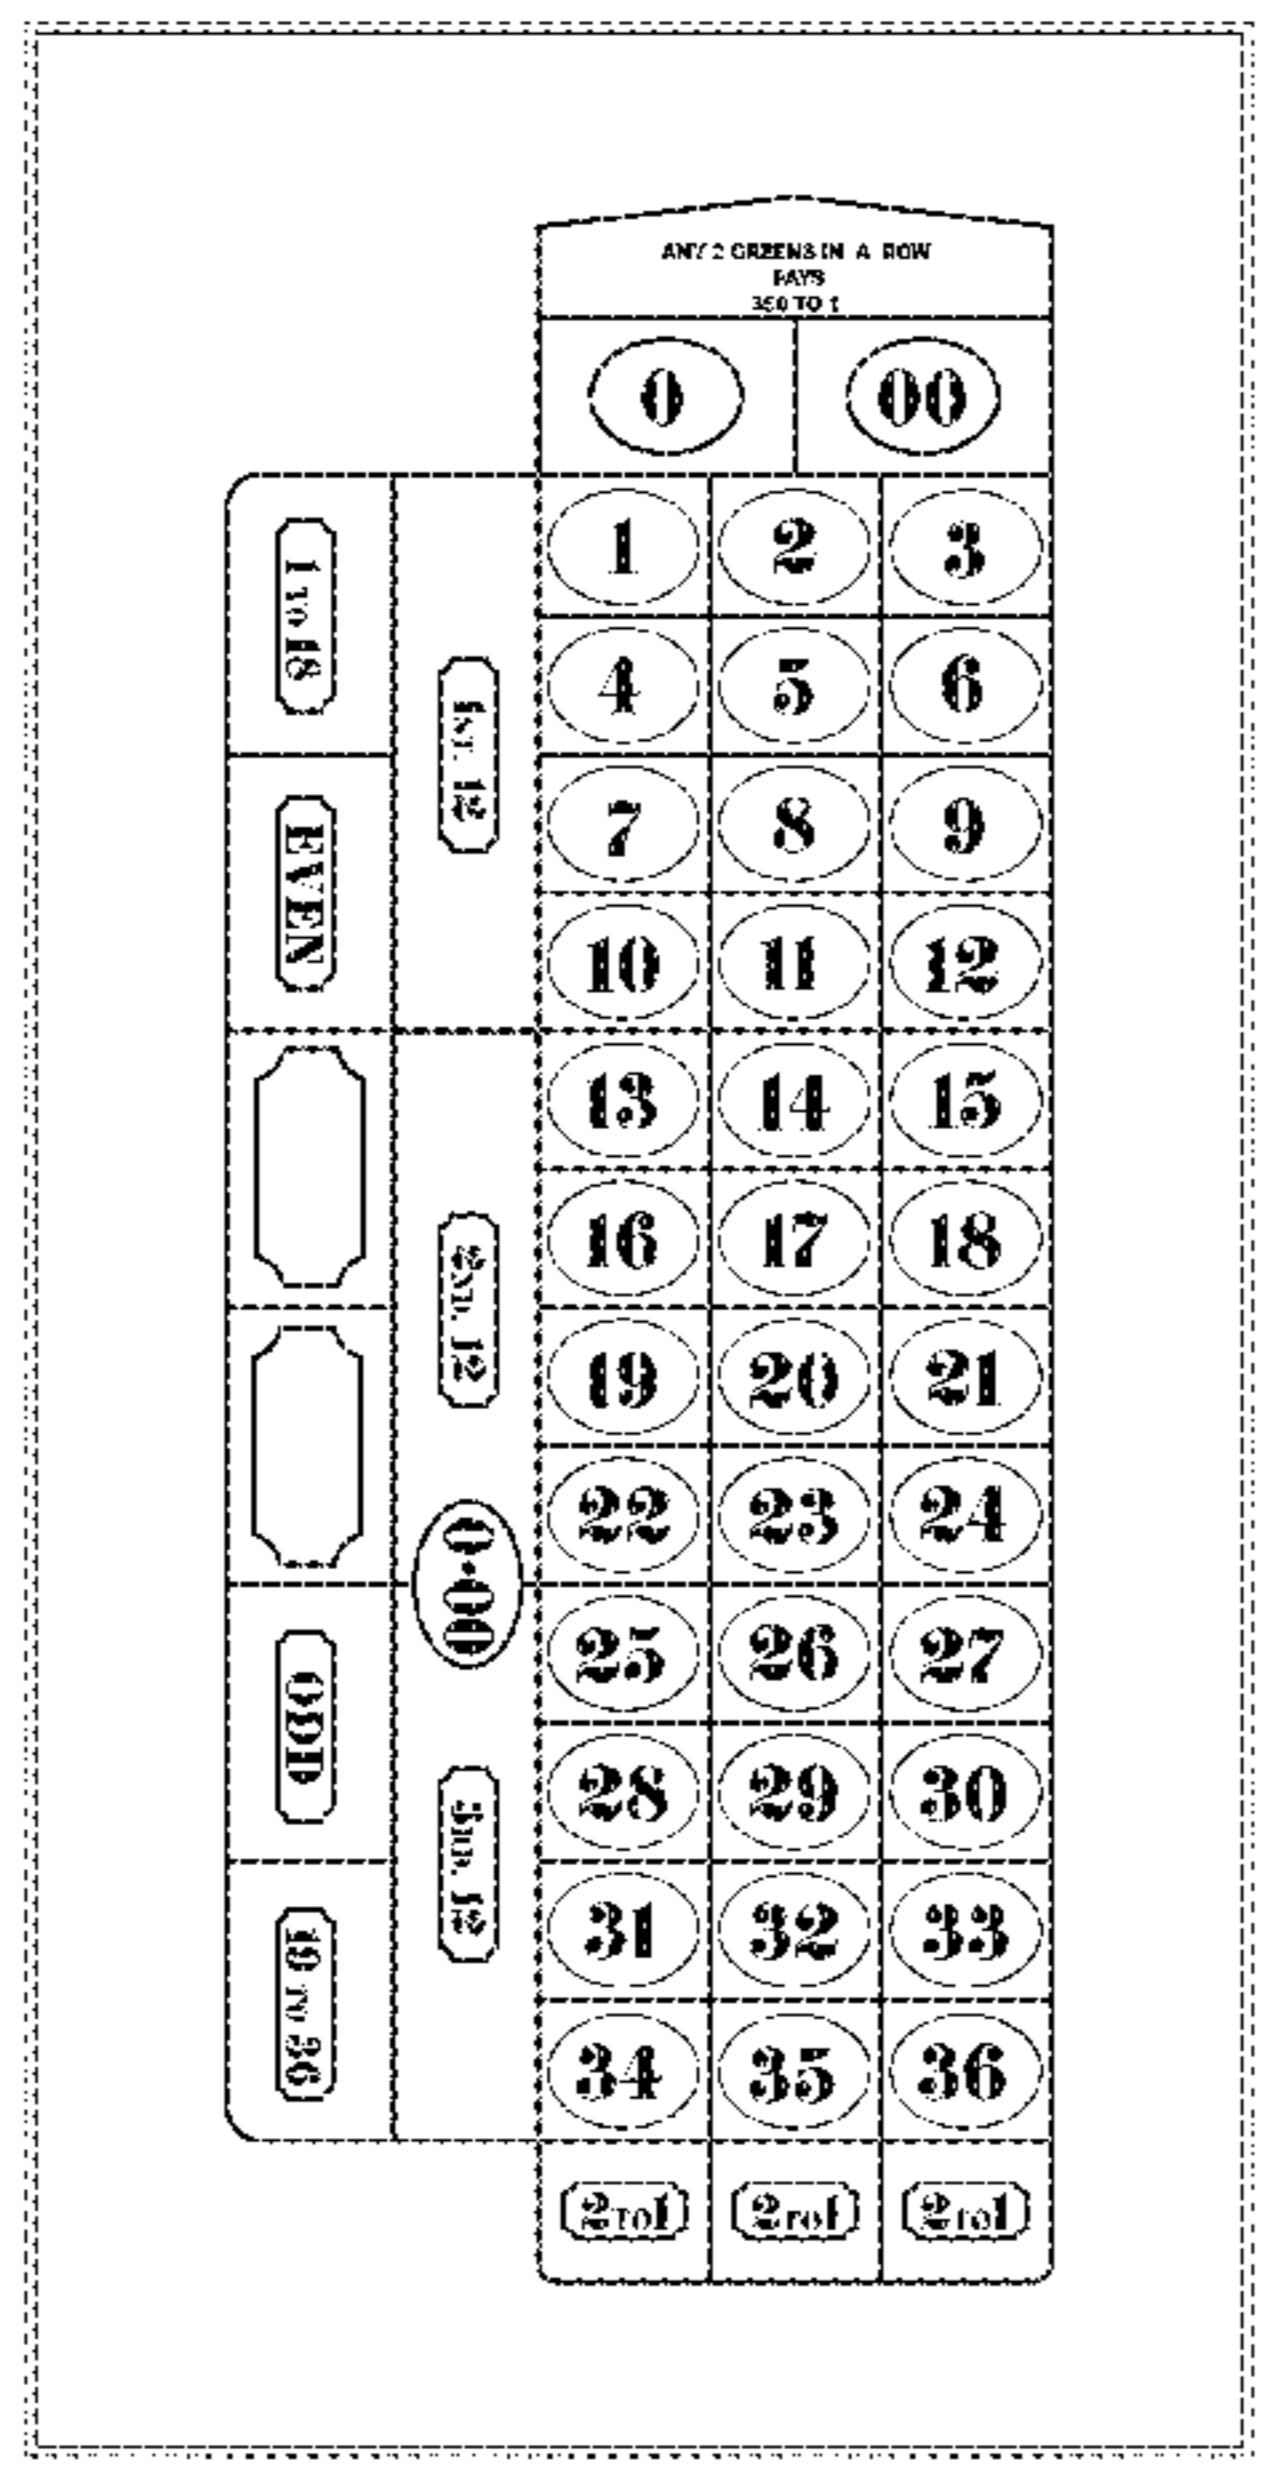 ANY 2 GREENS IN A ROW
PAYS
350 TO 1
0 00
1 TO 18
1ST. 12
1 2 3
4 5 6
EVEN
7 8 9
10 11 12
2ND. 12
13 14 15
16 17 18
19 20 21
22 23 24
0·00
ODD
3RD. 12
25 26 27
28 29 30
19 TO 36
31 32 33
34 35 36
2TO1 2TO1 2TO1